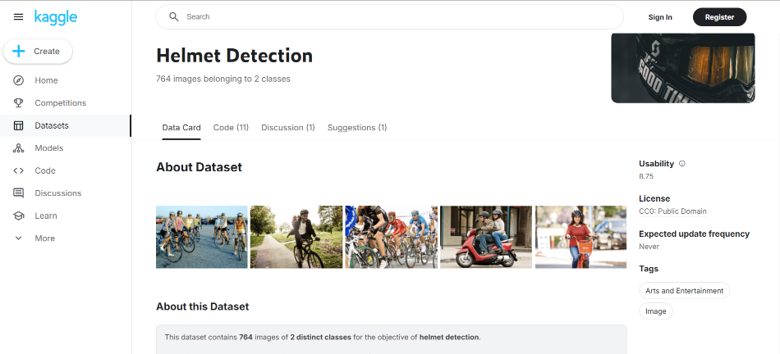 kaggle
Search
Sign In
Register
Create
Home
Competitions
Datasets
Models
Code
Discussions
Learn
More
Helmet Detection
764 images belonging to 2 classes
GOOD TIM
Data Card
Code (11)
Discussion (1)
Suggestions (1)
About Dataset
Usability
8.75
License
CC0: Public Domain
Expected update frequency
Never
Tags
Arts and Entertainment
Image
About this Dataset
This dataset contains 764 images of 2 distinct classes for the objective of helmet detection.